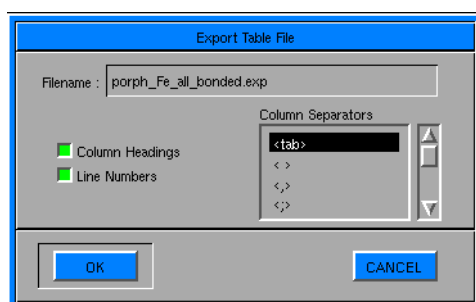 Export Table File
Filename : porph_Fe_all_bonded.exp
Column Separators
Column Headings
Line Numbers
<tab>
< >
<,>
<;>
OK
CANCEL